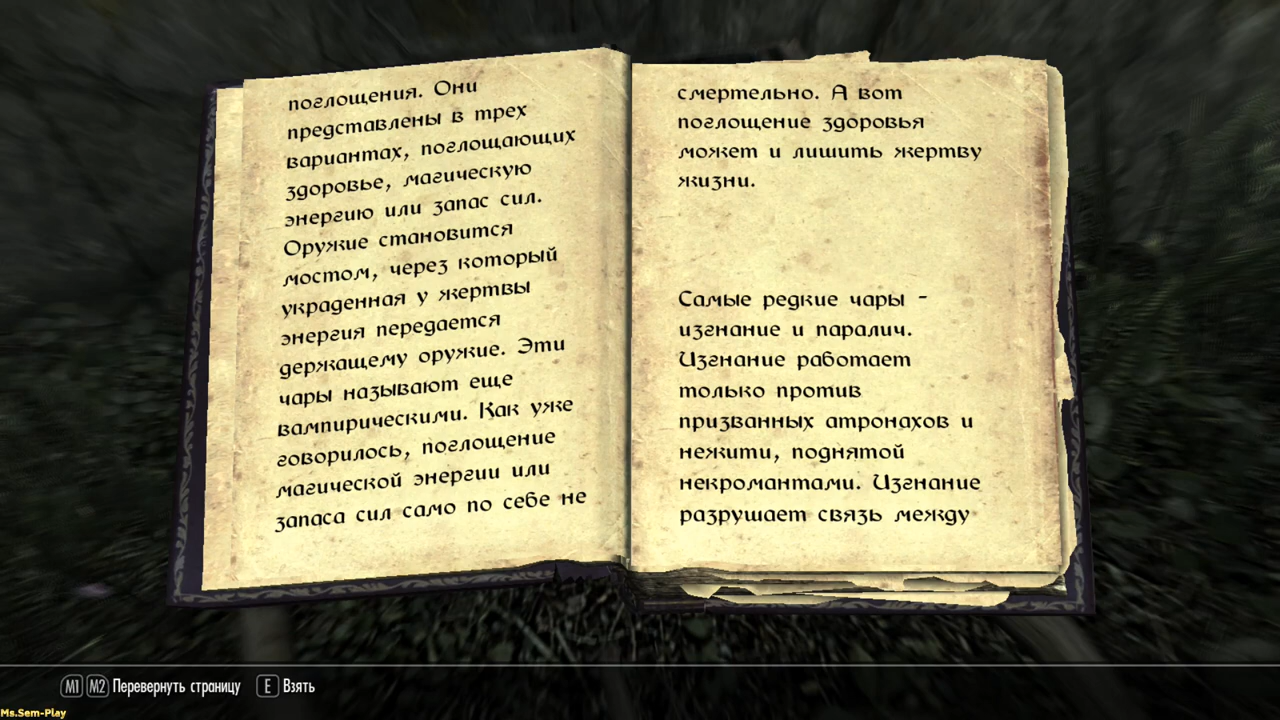 поглощения. Они
представлены в трех
вариантах, поглощающих
здоровье, магическую
энергию или запас сил.
Оружие становится
мостом, через который
украденная у жертвы
энергия передается
держащему оружие. Эти
чары называют еще
вампирическими. Как уже
говорилось, поглощение
магической энергии или
запаса сил само по себе не
смертельно. А вот
поглощение здоровья
может и лишить жертву
жизни.
Самые редкие чары -
изгнание и паралич.
Изгнание работает
только против
призванных атронахов и
нежити, поднятой
некромантами. Изгнание
разрушает связь между
M1 M2 Перевернуть страницу E Взять
Ms.Sem-Play